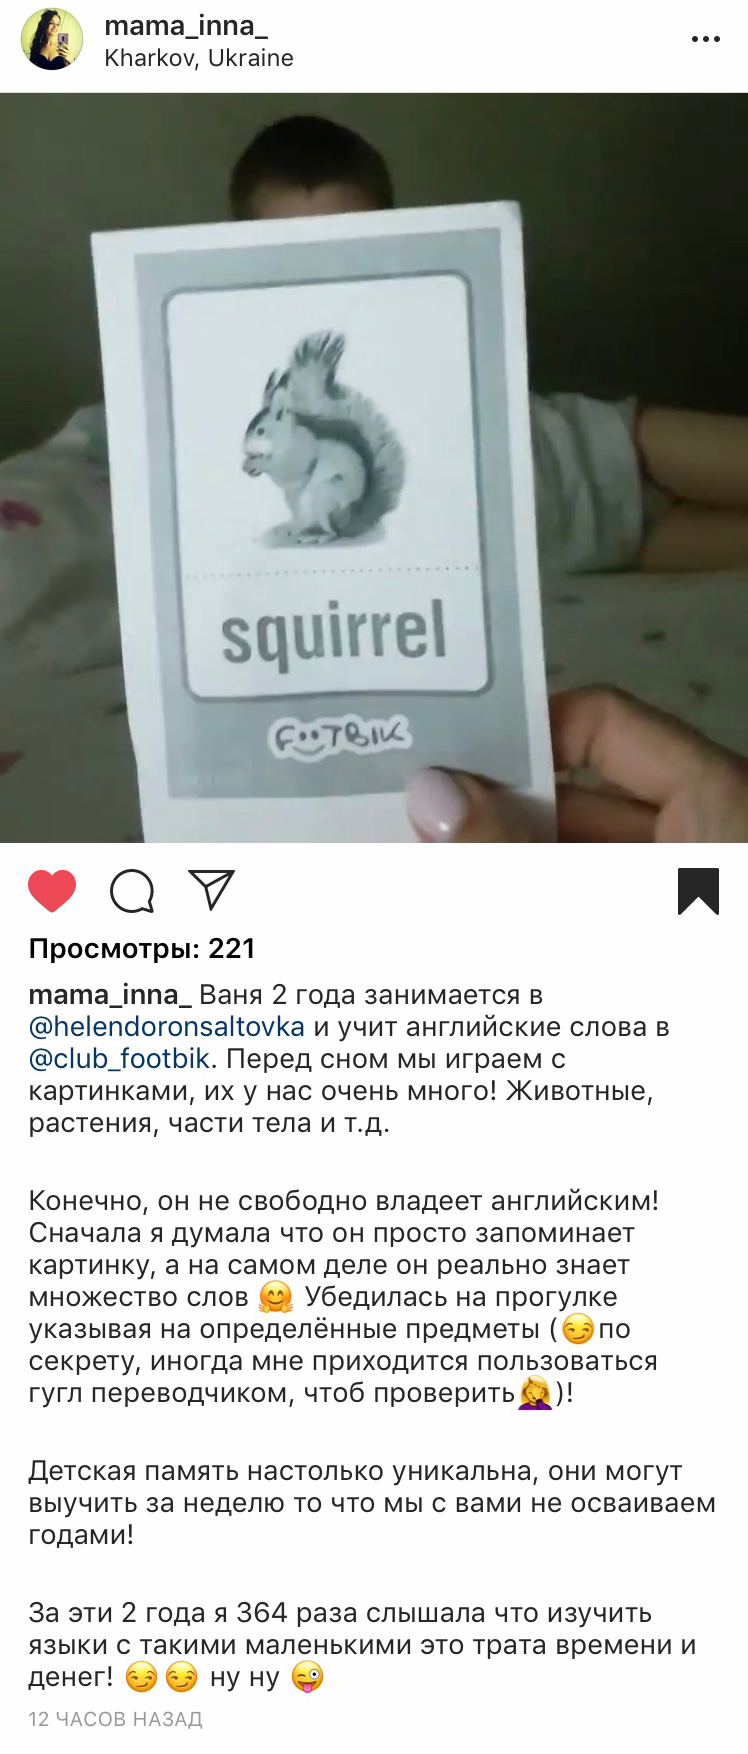 mama_inna_
Kharkov, Ukraine
squirrel
FOOTBIK
Просмотры: 221
mama_inna_ Ваня 2 года занимается в
@helendoronsaltovka и учит английские слова в
@club_footbik. Перед сном мы играем с
картинками, их у нас очень много! Животные,
растения, части тела и т.д.
Конечно, он не свободно владеет английским!
Сначала я думала что он просто запоминает
картинку, а на самом деле он реально знает
множество слов 🤗 Убедилась на прогулке
указывая на определённые предметы (😏по
секрету, иногда мне приходится пользоваться
гугл переводчиком, чтоб проверить🤦‍♀️)!
Детская память настолько уникальна, они могут
выучить за неделю то что мы с вами не осваиваем
годами!
За эти 2 года я 364 раза слышала что изучить
языки с такими маленькими это трата времени и
денег! 😏😏 ну ну 😜
12 ЧАСОВ НАЗАД